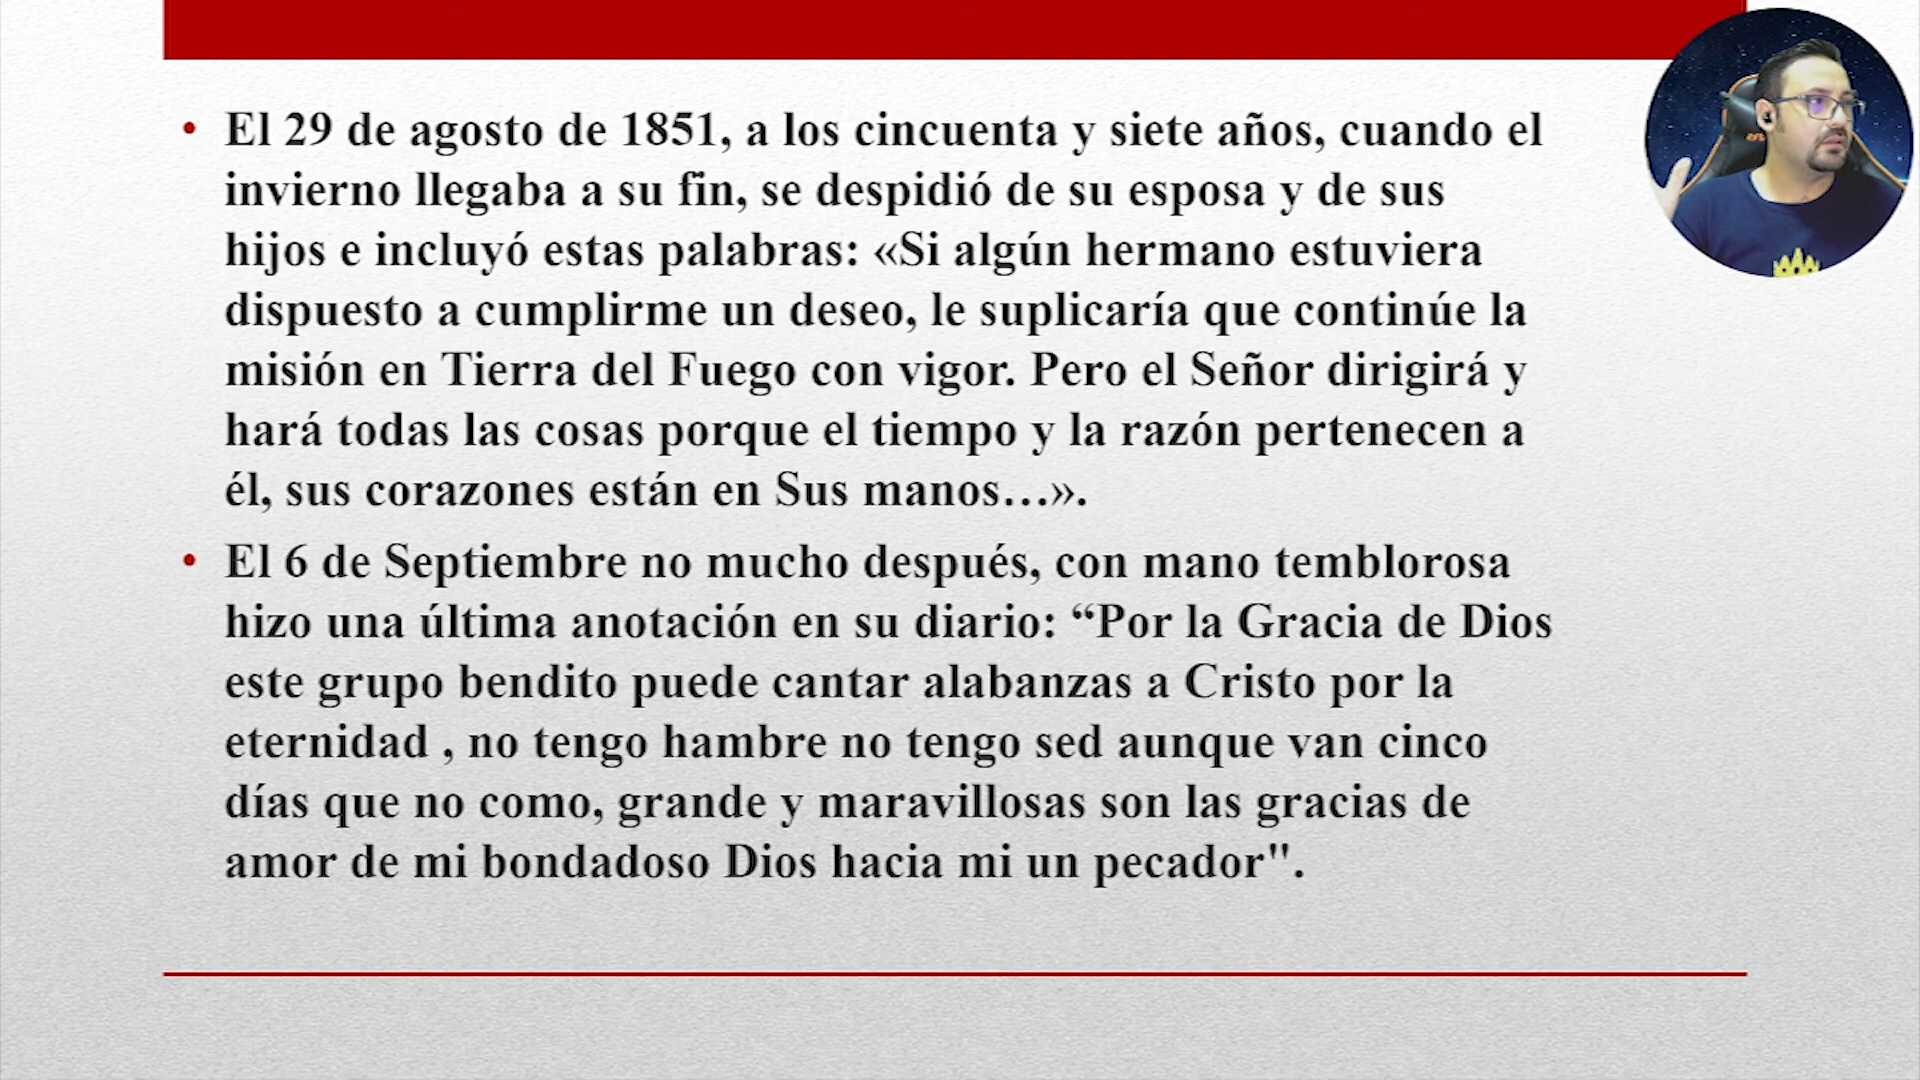 • El 29 de agosto de 1851, a los cincuenta y siete años, cuando el
invierno llegaba a su fin, se despidió de su esposa y de sus
hijos e incluyó estas palabras: «Si algún hermano estuviera
dispuesto a cumplirme un deseo, le suplicaría que continúe la
misión en Tierra del Fuego con vigor. Pero el Señor dirigirá y
hará todas las cosas porque el tiempo y la razón pertenecen a
él, sus corazones están en Sus manos…».
• El 6 de Septiembre no mucho después, con mano temblorosa
hizo una última anotación en su diario: “Por la Gracia de Dios
este grupo bendito puede cantar alabanzas a Cristo por la
eternidad , no tengo hambre no tengo sed aunque van cinco
días que no como, grande y maravillosas son las gracias de
amor de mi bondadoso Dios hacia mi un pecador".